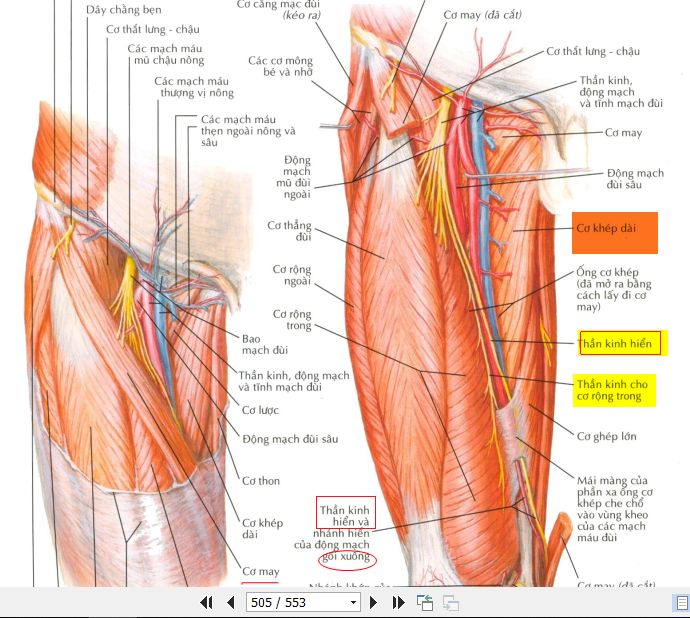 Dây chằng bẹn
Cơ thắt lưng - chậu
Các mạch máu
mũ chậu nông
Các mạch máu
thượng vị nông
Các mạch máu
thẹn ngoài nông và
sâu
Bao
mạch đùi
Thần kinh, động mạch
và tĩnh mạch đùi
Cơ lược
Động mạch đùi sâu
Cơ thon
Cơ khép
dài
Cơ may
Cơ căng mạc đùi
(kéo ra)
Các cơ mông
bé và nhỡ
Động
mạch
mũ đùi
ngoài
Cơ thẳng
đùi
Cơ rộng
ngoài
Cơ rộng
trong
Thần kinh
hiển và
nhánh hiển
của động mạch
gối xuống
Cơ may (đã cắt)
Cơ thắt lưng - chậu
Thần kinh,
động mạch
và tĩnh mạch đùi
Cơ may
Động mạch
đùi sâu
Cơ khép dài
Ống cơ khép
(đã mở ra bằng
cách lấy đi cơ
may)
Thần kinh hiển
Thần kinh cho
cơ rộng trong
Cơ ghép lớn
Mái màng của
phần xa ống cơ
khép che chổ
vào vùng kheo
của các mạch
máu đùi
Cơ may (đã cắt)
505 / 553